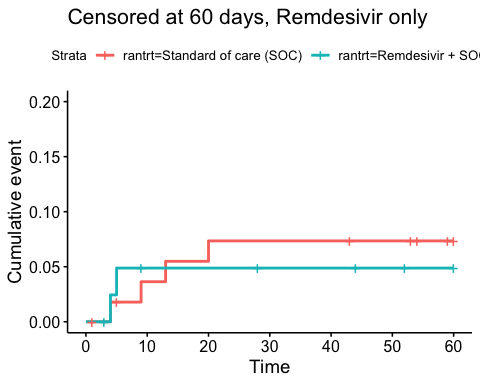 Censored at 60 days, Remdesivir only
Strata rantrt=Standard of care (SOC) rantrt=Remdesivir + SO
Cumulative event
0.20
0.15
0.10
0.05
0.00
0 10 20 30 40 50 60
Time